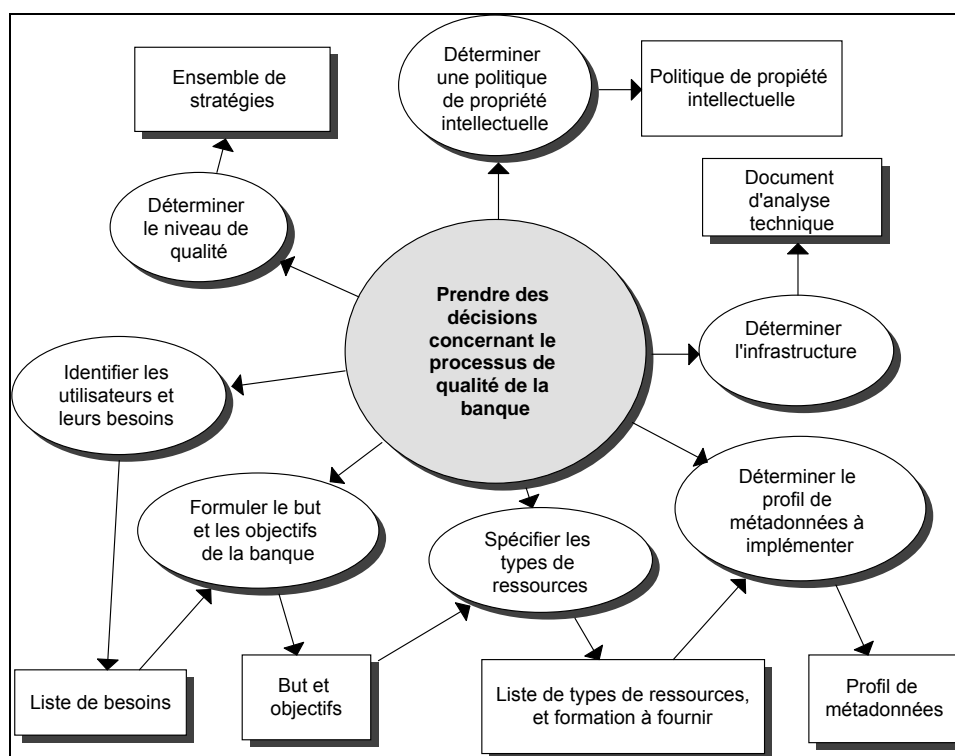 Ensemble de
stratégies
Déterminer
une politique
de propriété
intellectuelle
Politique de propiété
intellectuelle
Déterminer
le niveau de
qualité
Document
d'analyse
technique
Prendre des
décisions
concernant le
processus de
qualité de la
banque
Déterminer
l'infrastructure
Identifier les
utilisateurs et
leurs besoins
Formuler le but
et les objectifs
de la banque
Spécifier les
types de
ressources
Déterminer le
profil de
métadonnées à
implémenter
Liste de besoins
But et
objectifs
Liste de types de ressources,
et formation à fournir
Profil de
métadonnées